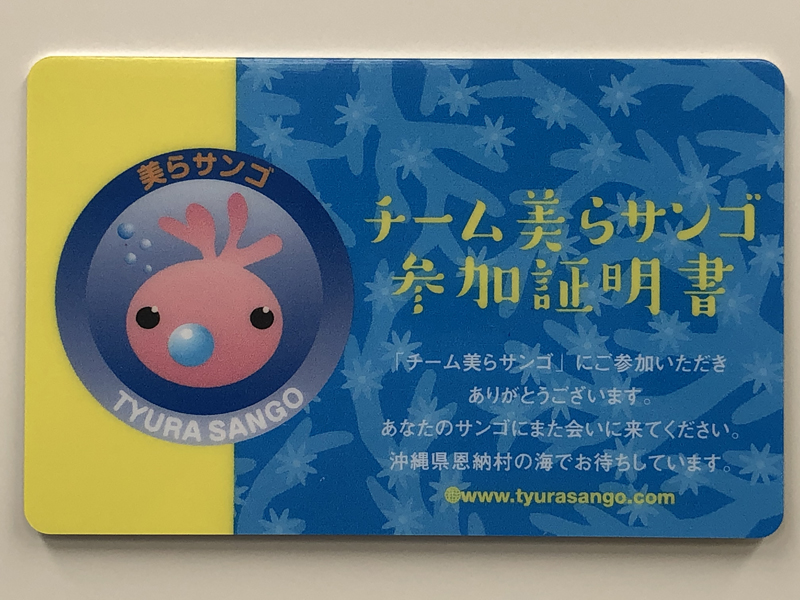 美らサンゴ
TYURA SANGO
チーム美らサンゴ
参加証明書
「チーム美らサンゴ」にご参加いただき
ありがとうございます。
あなたのサンゴにまた会いに来てください。
沖縄県恩納村の海でお待ちしています。
www.tyurasango.com